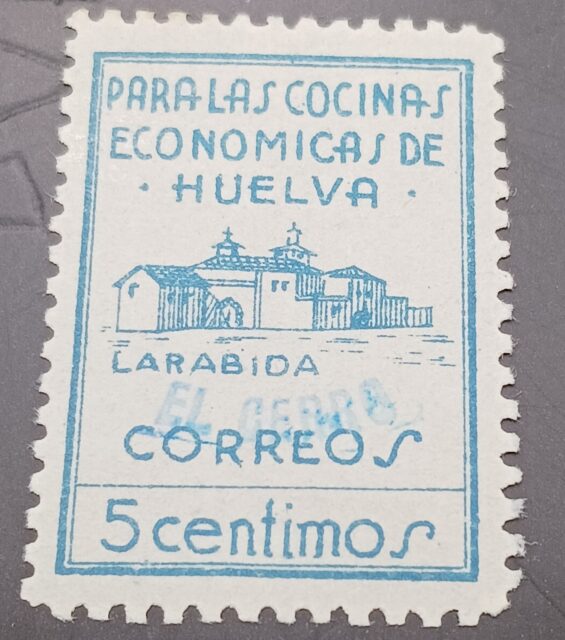 PARA LAS COCINAS
ECONOMICAS DE
· HUELVA ·
LARABIDA
EL CERRO
CORREOS
5 centimos